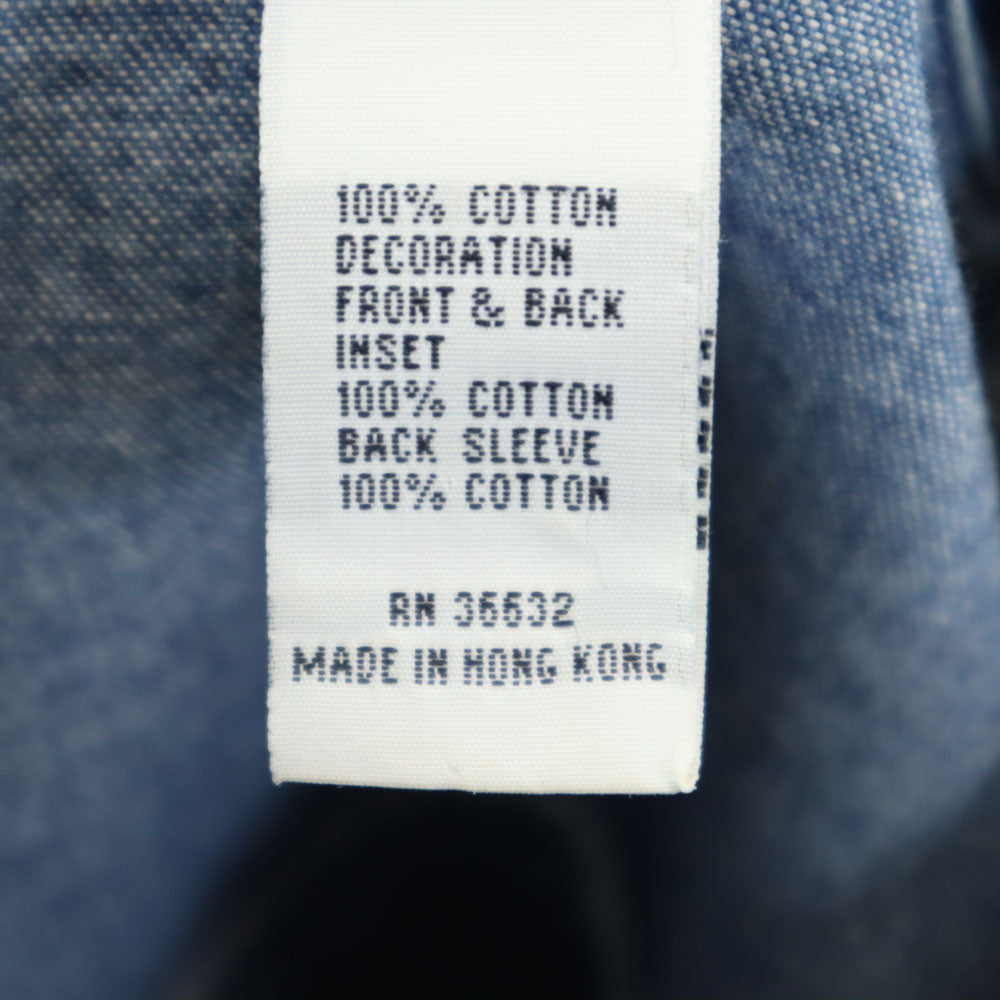 100% COTTON
DECORATION
FRONT & BACK
INSET
100% COTTON
BACK SLEEVE
100% COTTON
RN 36632
MADE IN HONG KONG